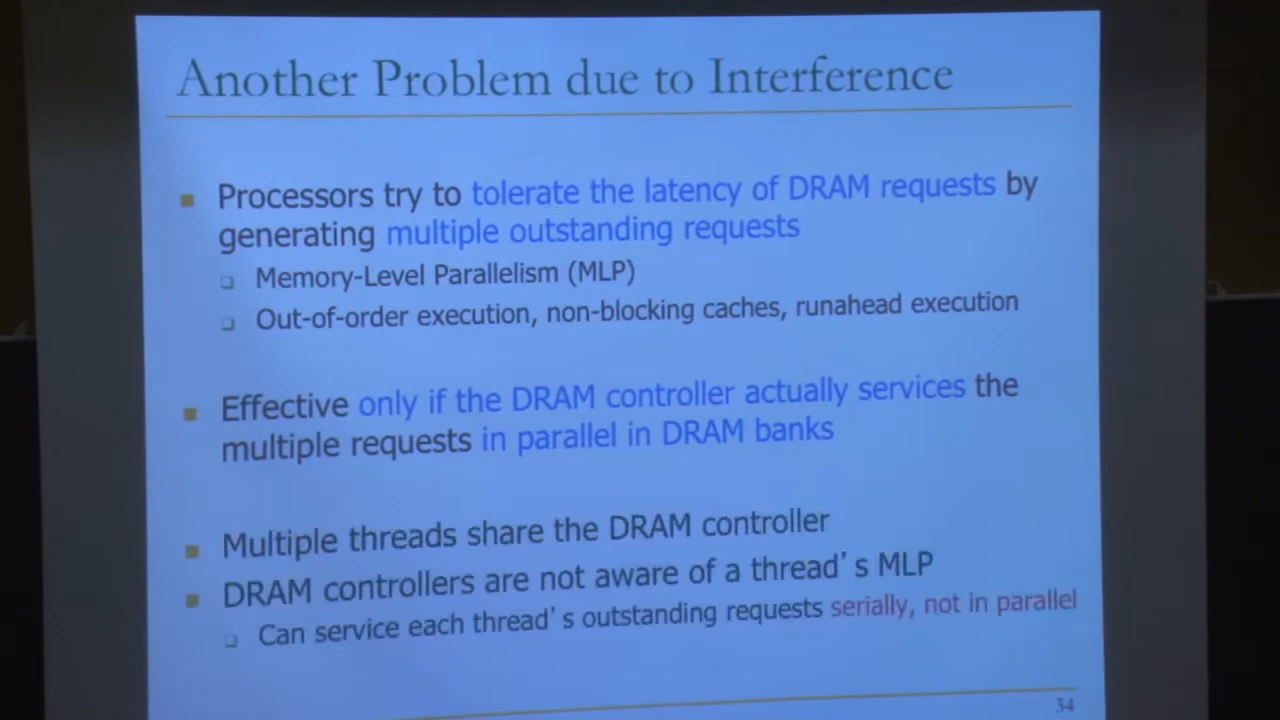 Another Problem due to Interference
Processors try to tolerate the latency of DRAM requests by
generating multiple outstanding requests
Memory-Level Parallelism (MLP)
Out-of-order execution, non-blocking caches, runahead execution
Effective only if the DRAM controller actually services the
multiple requests in parallel in DRAM banks
Multiple threads share the DRAM controller
DRAM controllers are not aware of a thread's MLP
Can service each thread's outstanding requests serially, not in parallel
34